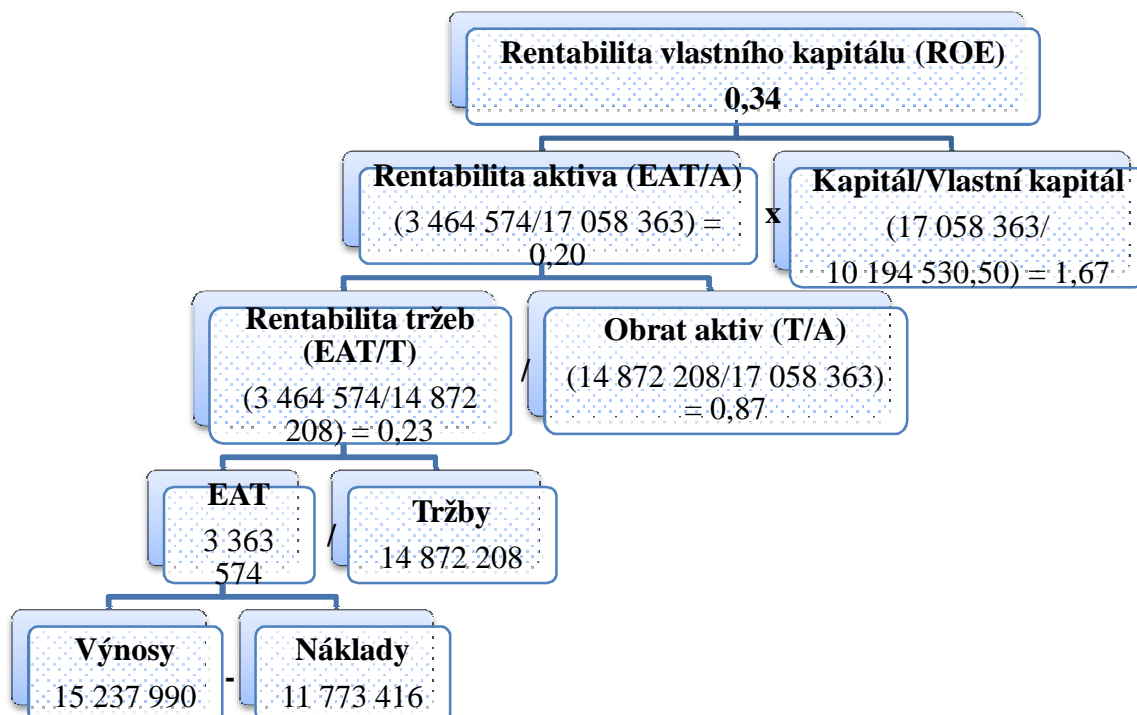 Rentabilita vlastního kapitálu (ROE)
0,34
Rentabilita aktiva (EAT/A)
(3 464 574/17 058 363) =
0,20
x
Kapitál/Vlastní kapitál
(17 058 363/
10 194 530,50) = 1,67
Rentabilita tržeb
(EAT/T)
(3 464 574/14 872
208) = 0,23
/
Obrat aktiv (T/A)
(14 872 208/17 058 363)
= 0,87
EAT
3 363
574
/
Tržby
14 872 208
Výnosy
15 237 990
-
Náklady
11 773 416